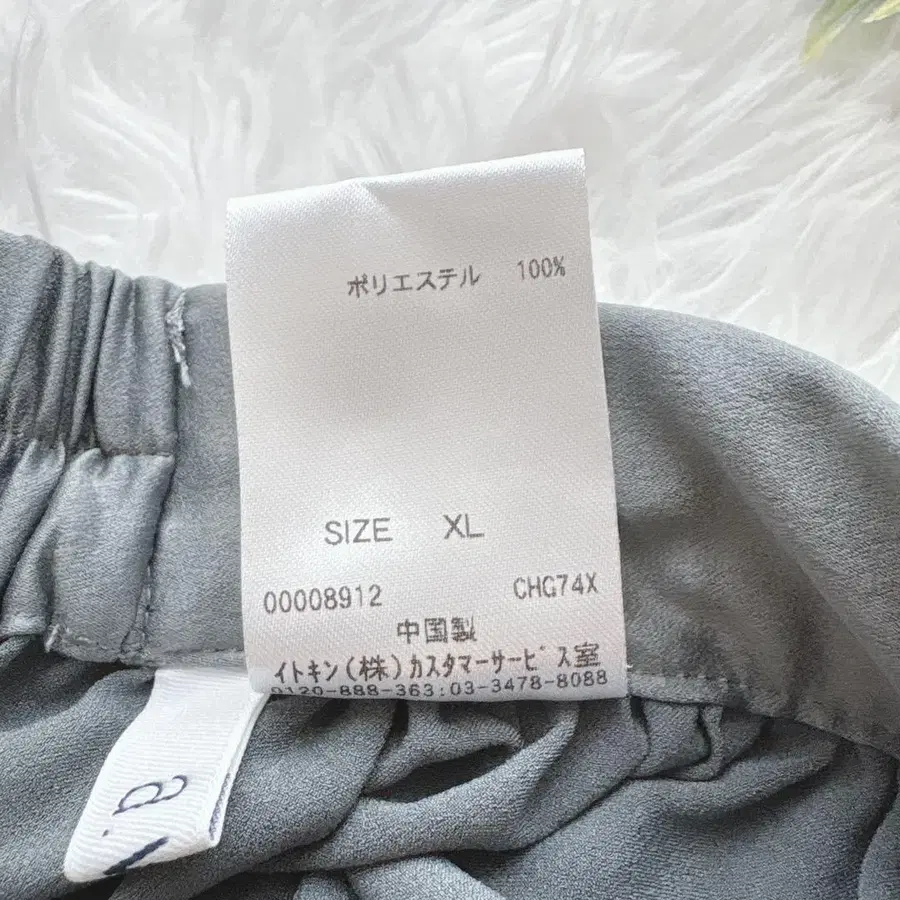 ポリエステル 100%
SIZE XL
00008912 CHG74X
中国製
イトキン(株)カスタマーサービス室
0120-888-363:03-3478-8088
a.